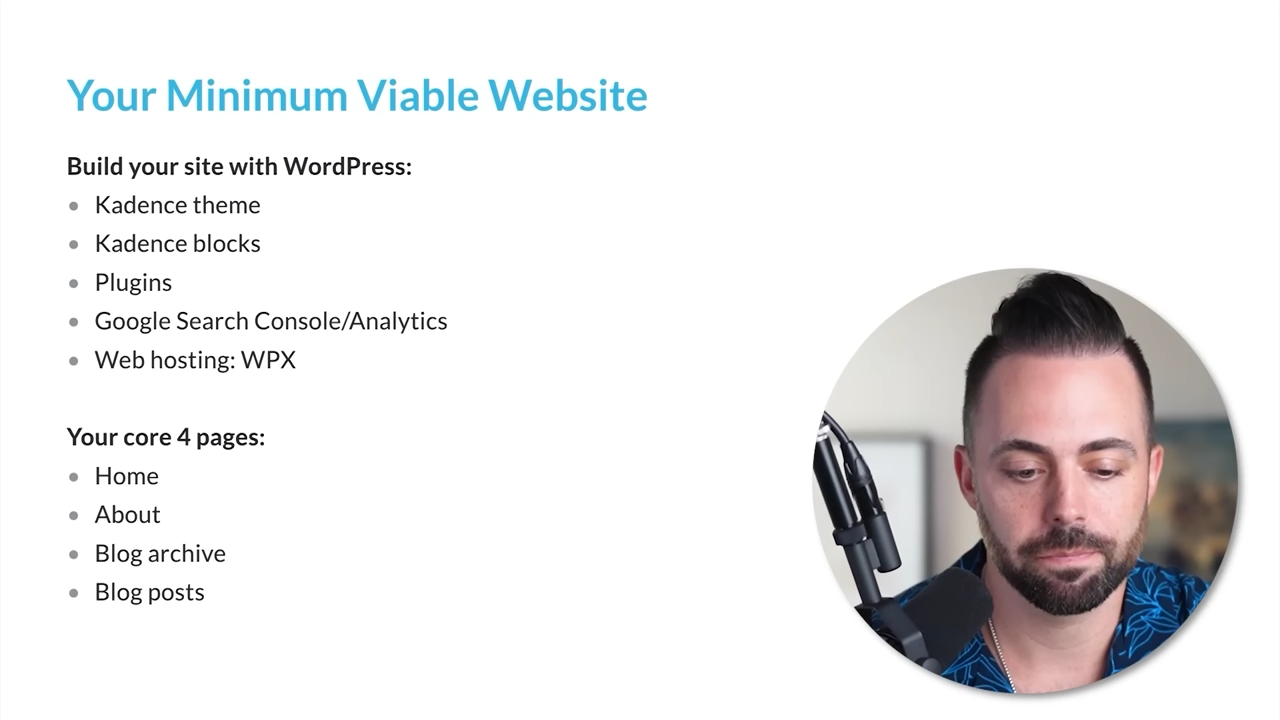 Your Minimum Viable Website
Build your site with WordPress:
• Kadence theme
• Kadence blocks
• Plugins
• Google Search Console/Analytics
• Web hosting: WPX
Your core 4 pages:
• Home
• About
• Blog archive
• Blog posts